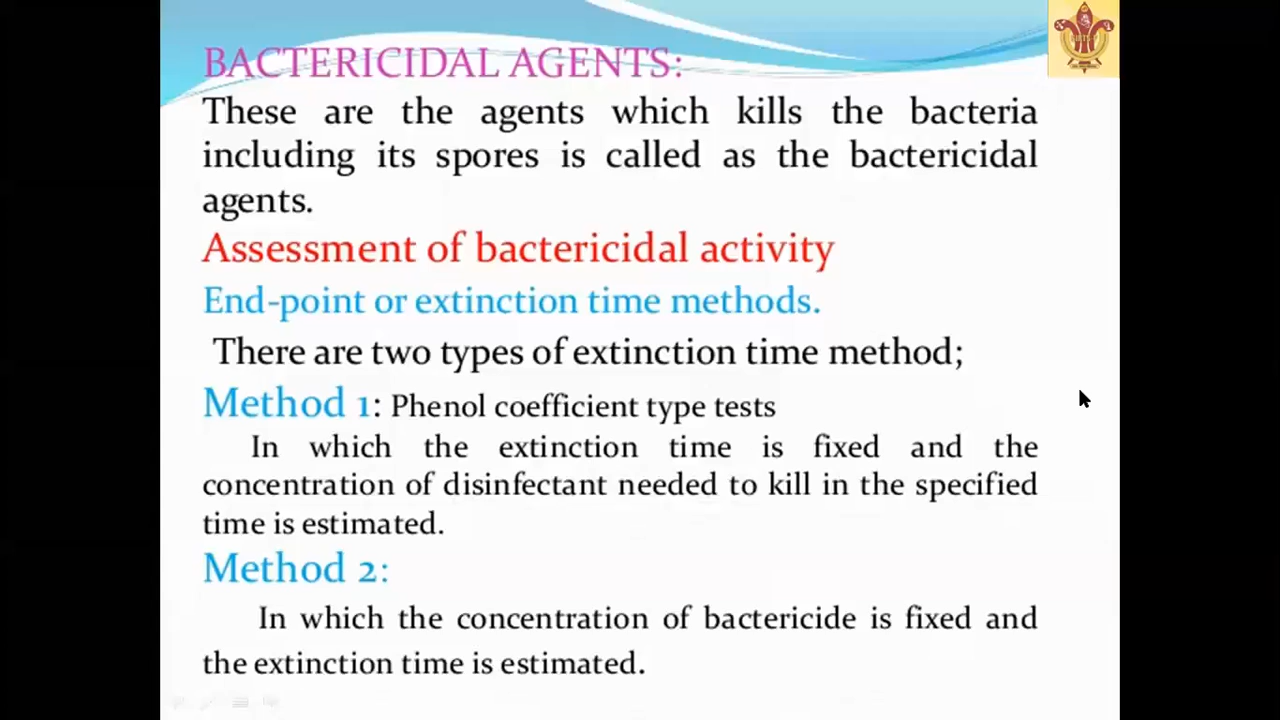 BACTERICIDAL AGENTS:
These are the agents which kills the bacteria
including its spores is called as the bactericidal
agents.
Assessment of bactericidal activity
End-point or extinction time methods.
There are two types of extinction time method;
Method 1: Phenol coefficient type tests
In which the extinction time is fixed and the
concentration of disinfectant needed to kill in the specified
time is estimated.
Method 2:
In which the concentration of bactericide is fixed and
the extinction time is estimated.